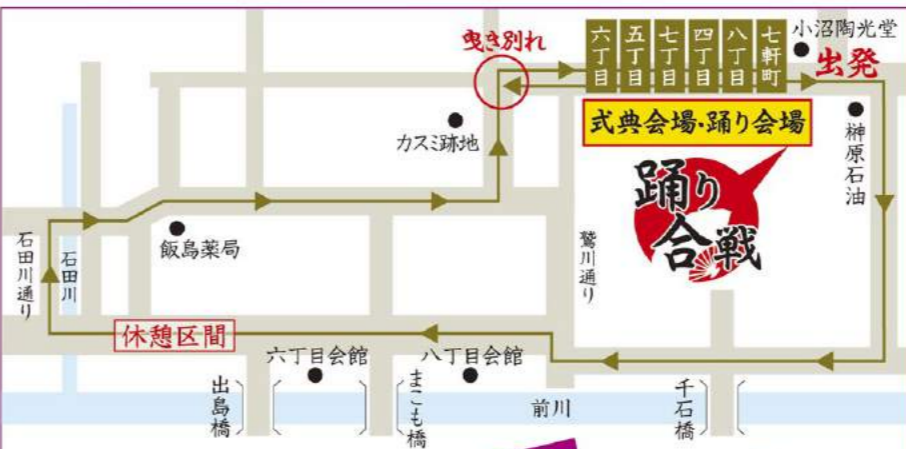 曳き別れ
六丁目
五丁目
七丁目
四丁目
八丁目
七軒町
小沼陶光堂
出発
式典会場・踊り会場
カスミ跡地
榊原石油
踊り
合戦
飯島薬局
鷲川通り
石田川通り
石田川
休憩区間
六丁目会館
八丁目会館
出島橋
まこも橋
前川
千石橋